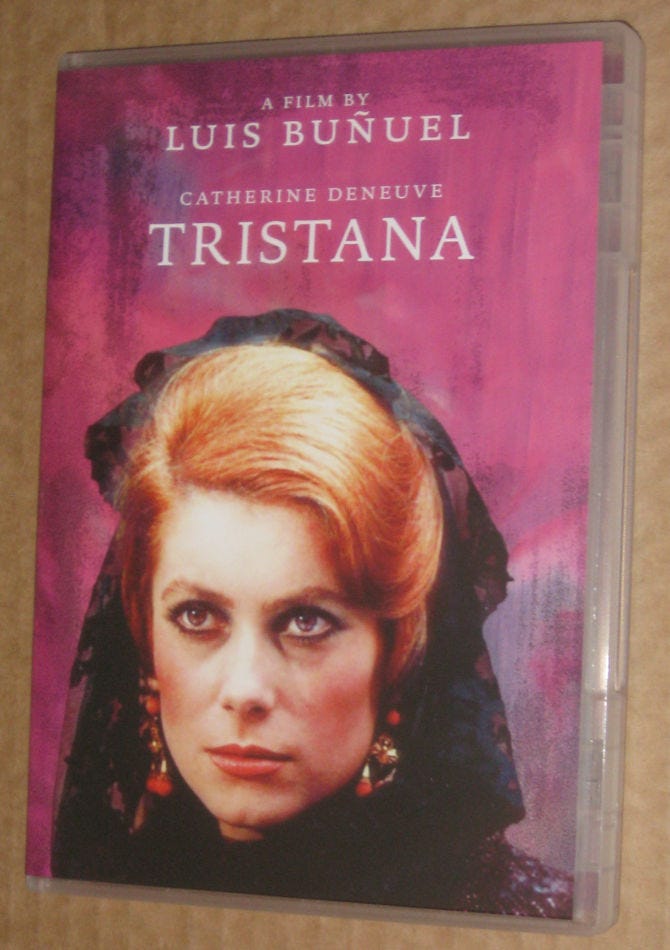 A FILM BY
LUIS BUÑUEL
CATHERINE DENEUVE
TRISTANA